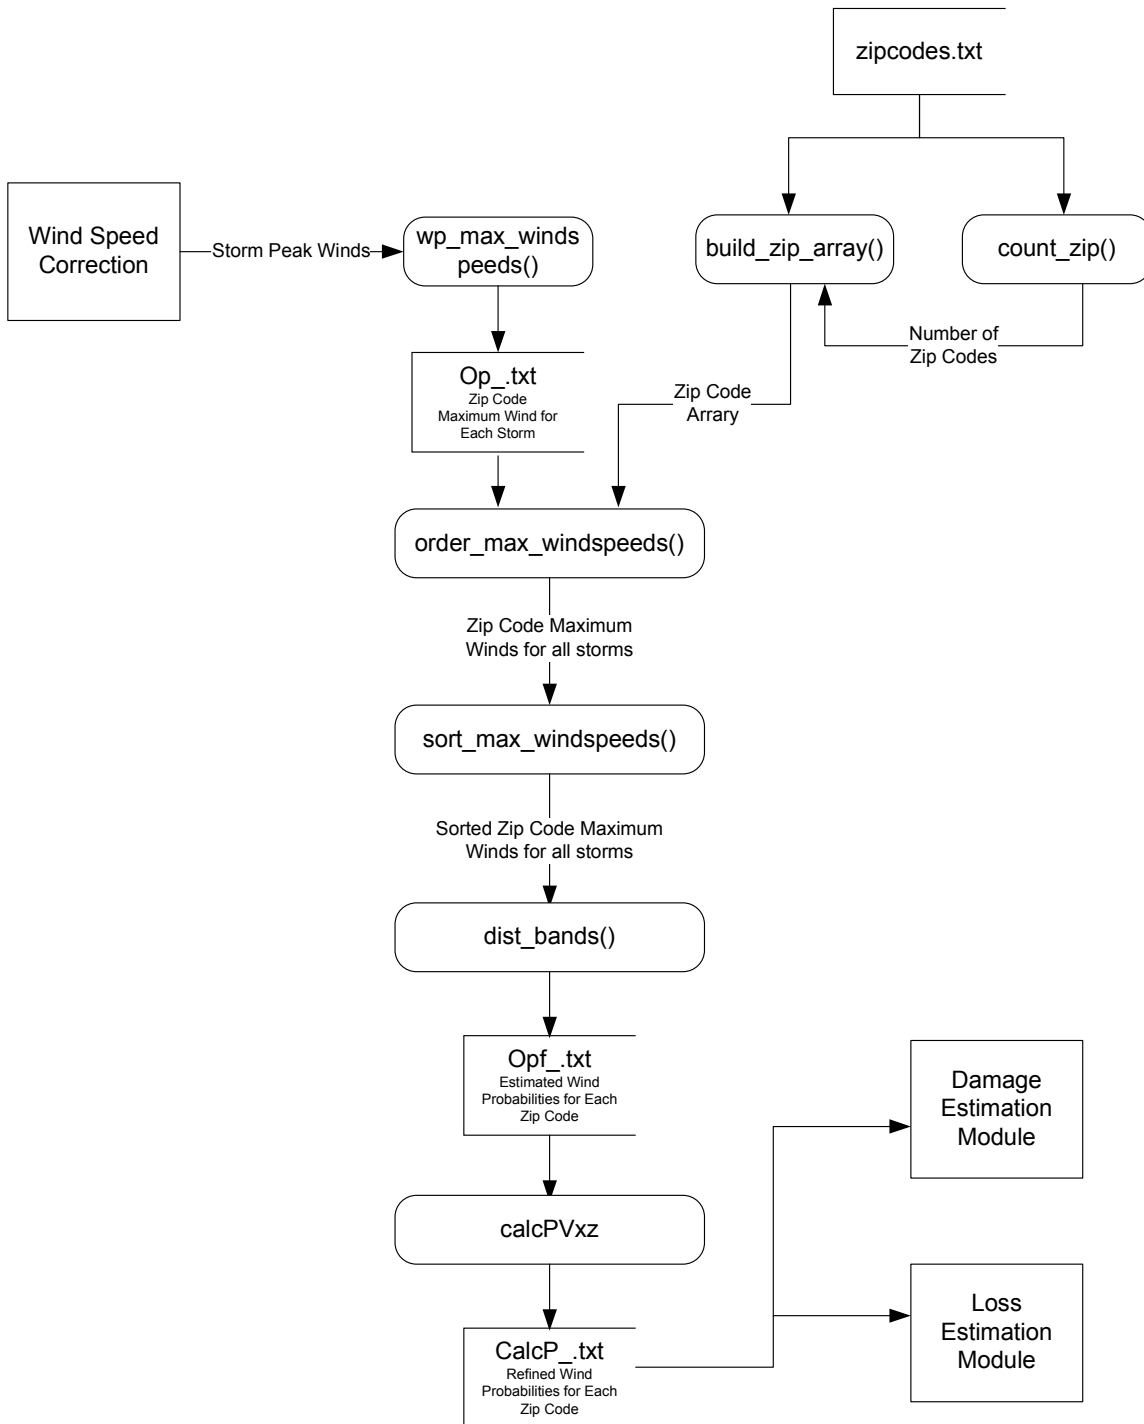 zipcodes.txt
Wind Speed
Correction
Storm Peak Winds
wp_max_winds
peeds()
build_zip_array()
count_zip()
Number of
Zip Codes
Op_.txt
Zip Code
Maximum Wind for
Each Storm
Zip Code
Arrary
order_max_windspeeds()
Zip Code Maximum
Winds for all storms
sort_max_windspeeds()
Sorted Zip Code Maximum
Winds for all storms
dist_bands()
Opf_.txt
Estimated Wind
Probabilities for Each
Zip Code
Damage
Estimation
Module
calcPVxz
Loss
Estimation
Module
CalcP_.txt
Refined Wind
Probabilities for Each
Zip Code